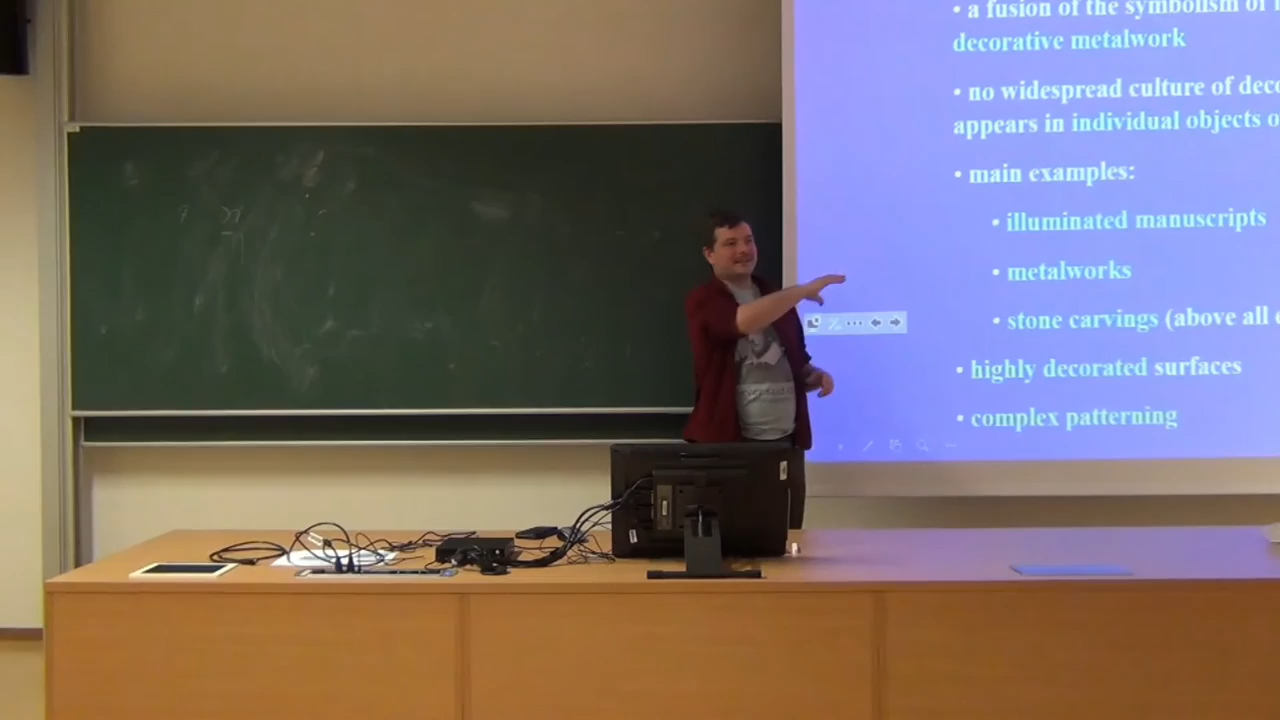 • a fusion of the symbolism of
decorative metalwork
• no widespread culture of
appears in individual objects
• main examples:
• illuminated manuscripts
• metalworks
• stone carvings (above all
• highly decorated surfaces
• complex patterning